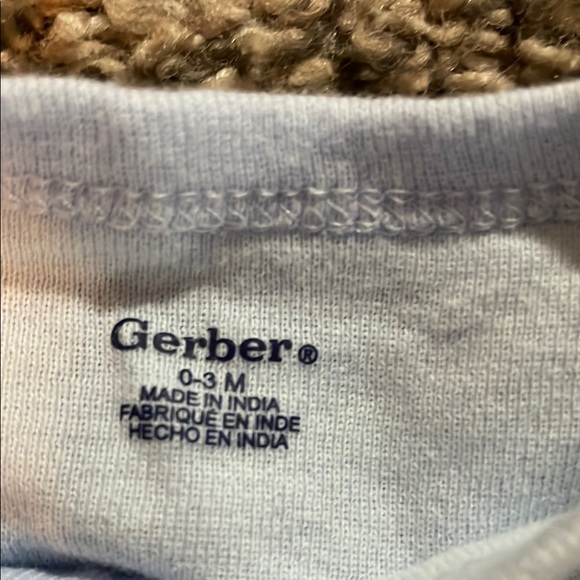 Gerber®
0-3 M
MADE IN INDIA
FABRIQUÉ EN INDE
HECHO EN INDIA